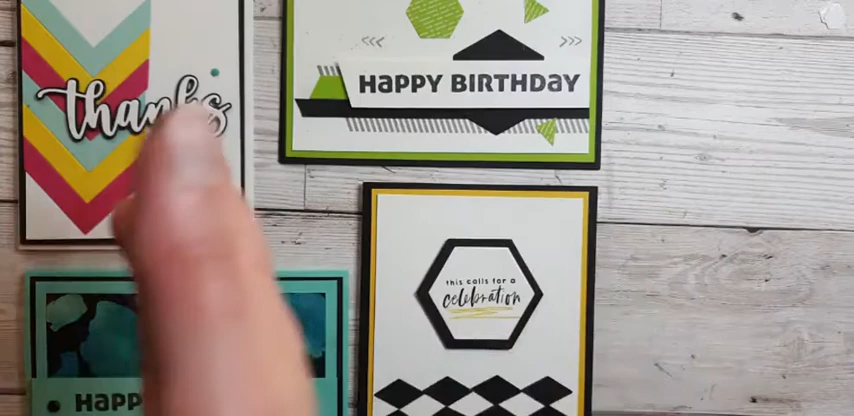 thanks
HAPPY BIRTHDAY
this calls for a
celebration
HAPP